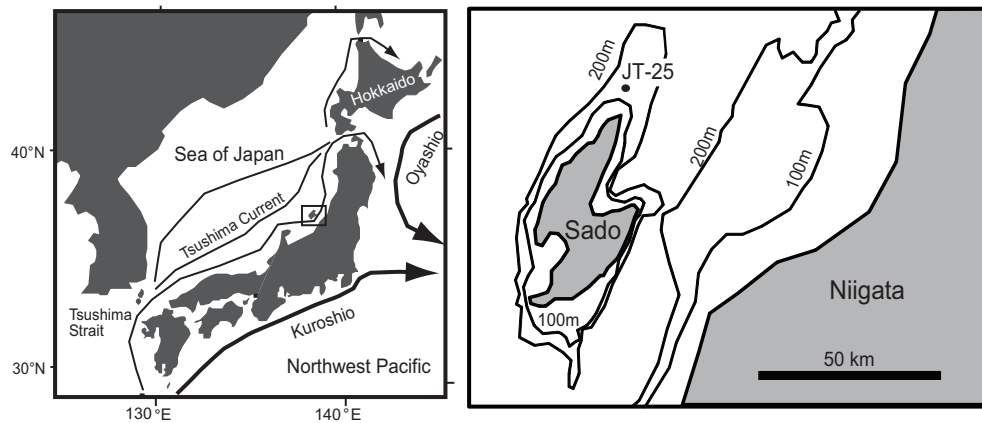 Hokkaido
40°N
Sea of Japan
Oyashio
Tsushima Current
Tsushima
Strait
Kuroshio
30°N
Northwest Pacific
130°E
140°E
200m
JT-25
200m
100m
Sado
Niigata
100m
50 km